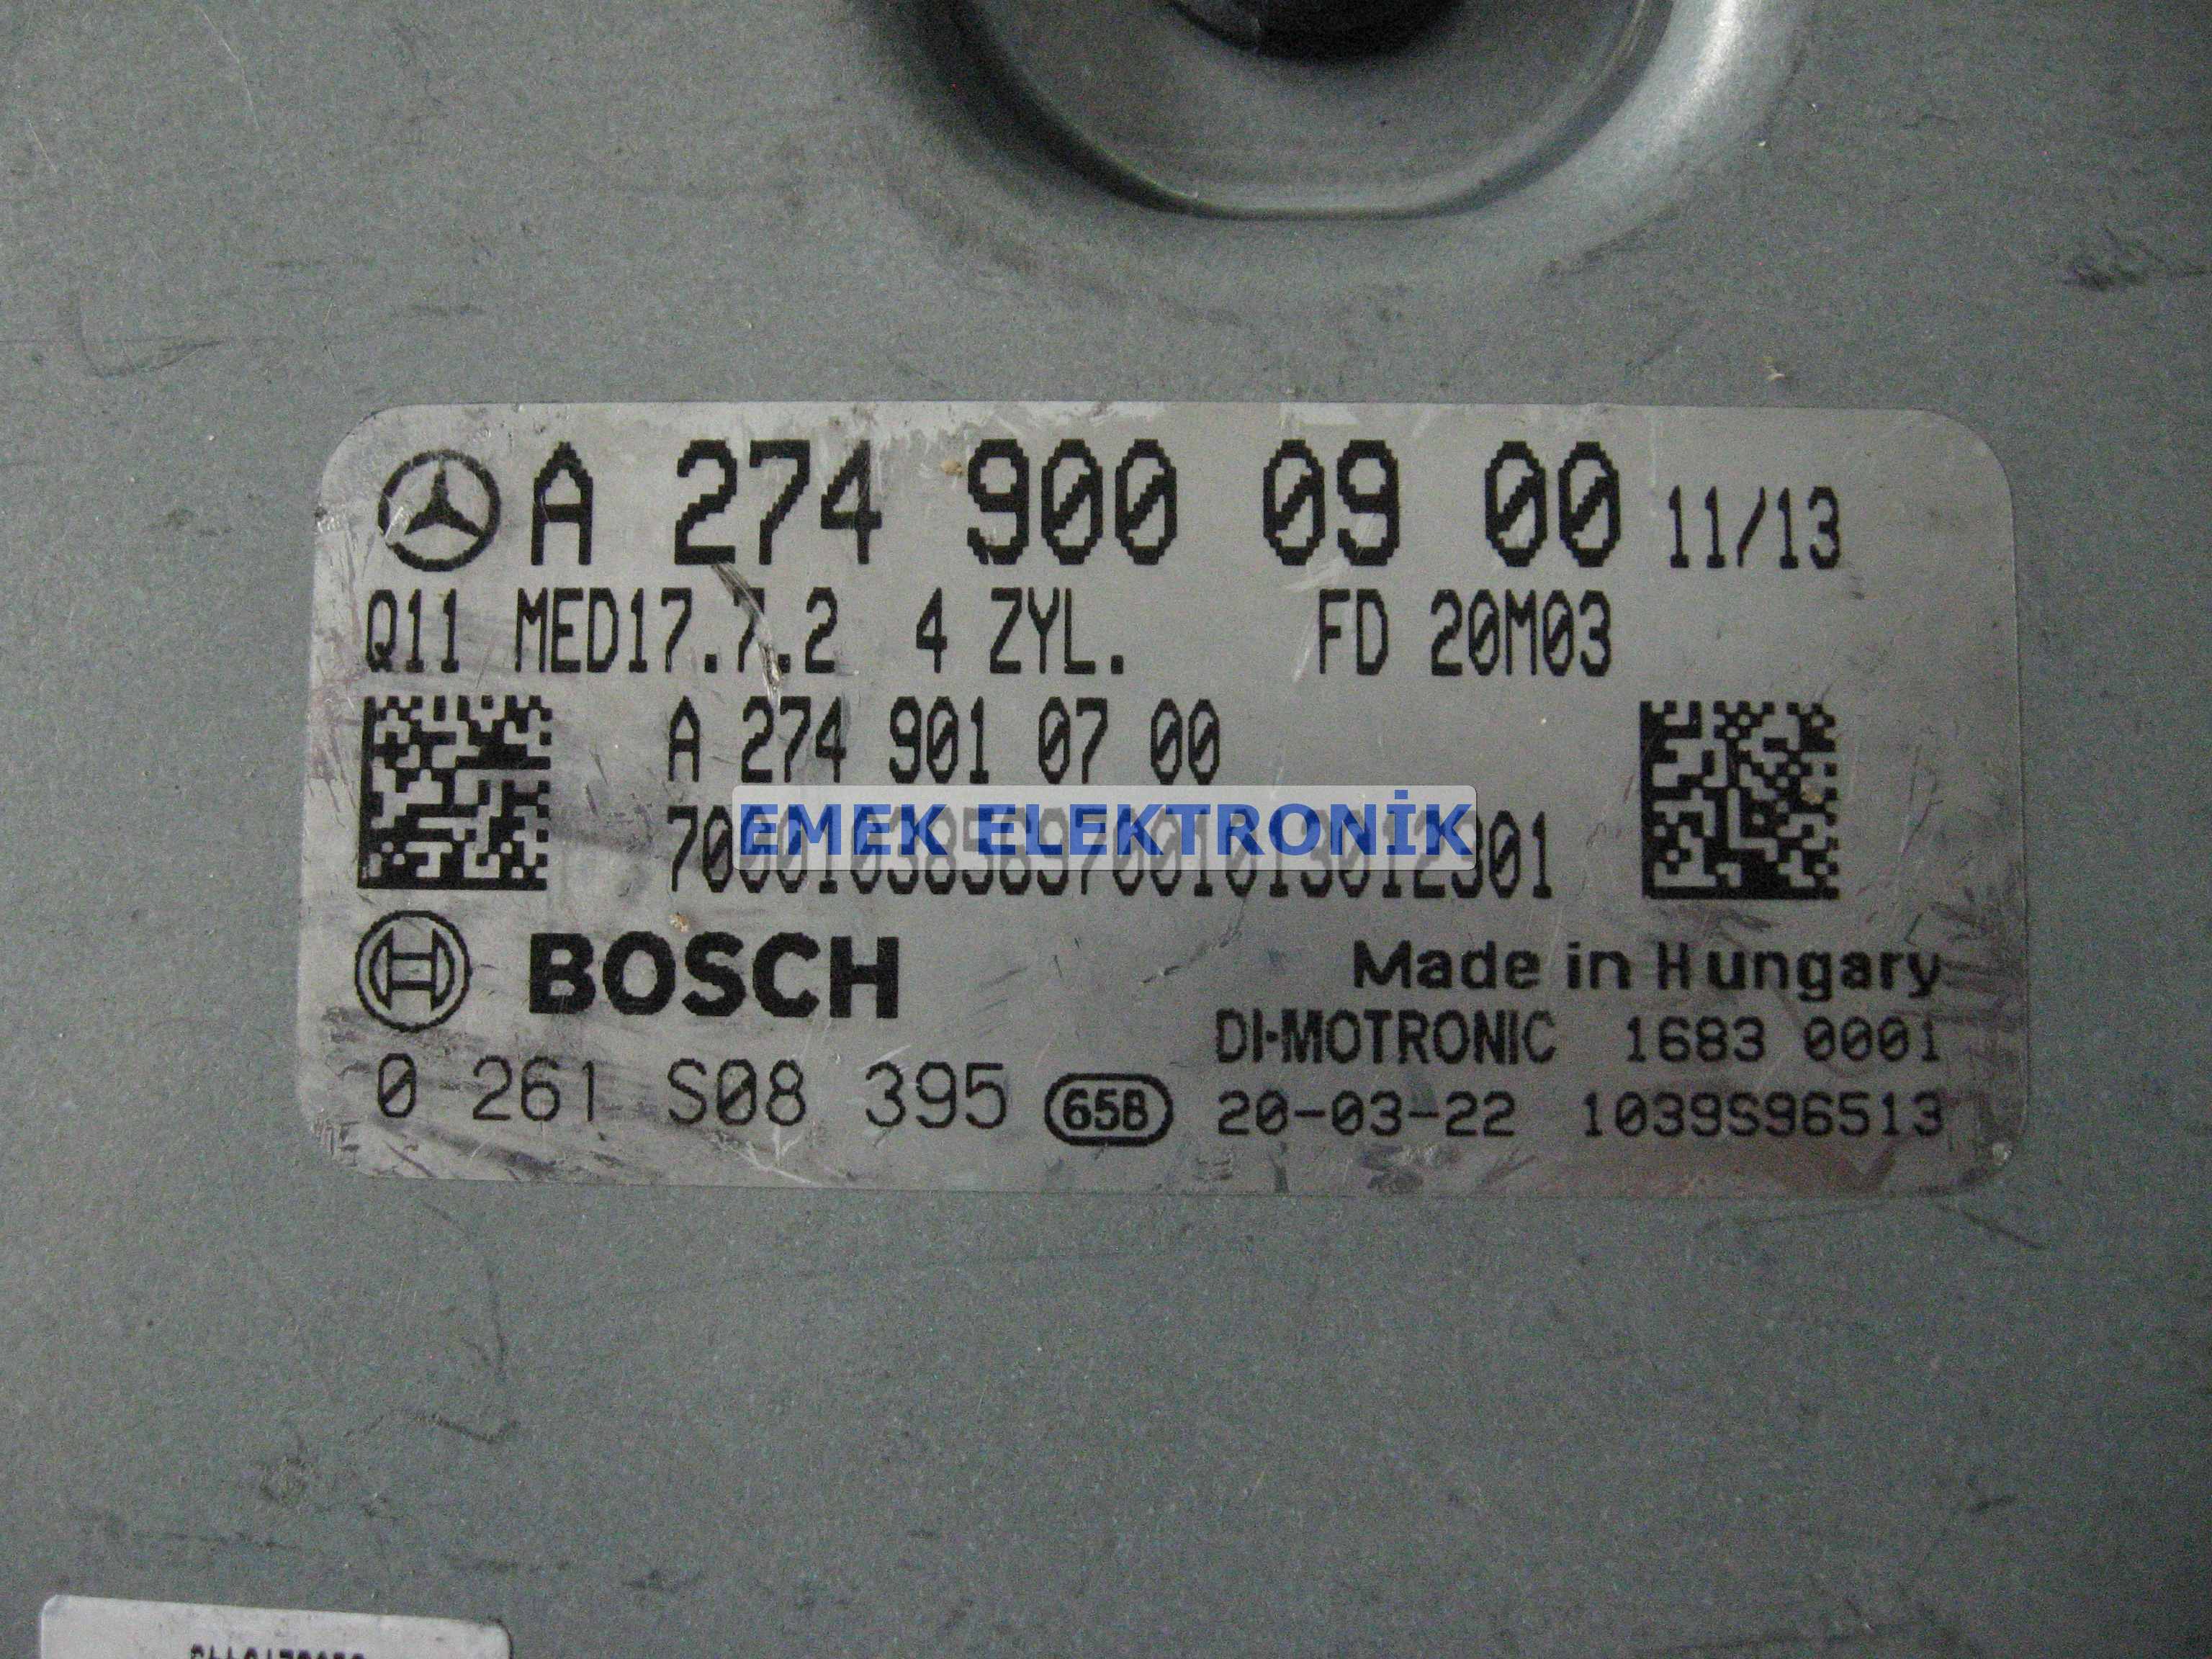 A 274 900 09 00 11/13
Q11 MED17.7.2 4 ZYL. FD 20M03
A 274 901 07 00
EMEK ELEKTRONİK
BOSCH
Made in Hungary
DI-MOTRONIC 1683 0001
0 261 S08 395 65B 20-03-22 1039S96513